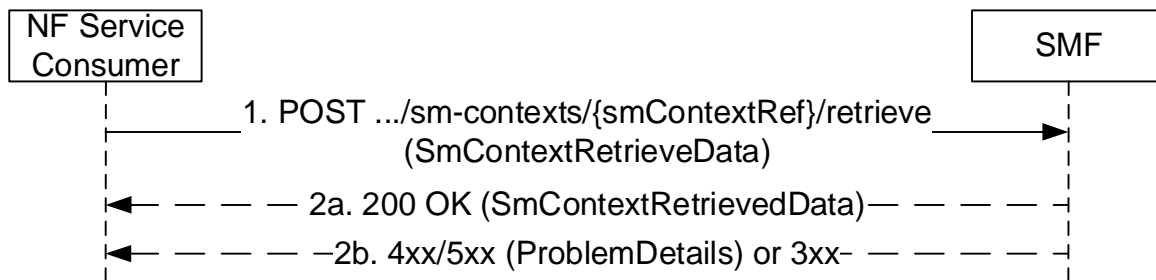 NF Service
Consumer
SMF
1. POST .../sm-contexts/{smContextRef}/retrieve
(SmContextRetrieveData)
2a. 200 OK (SmContextRetrievedData)
2b. 4xx/5xx (ProblemDetails) or 3xx